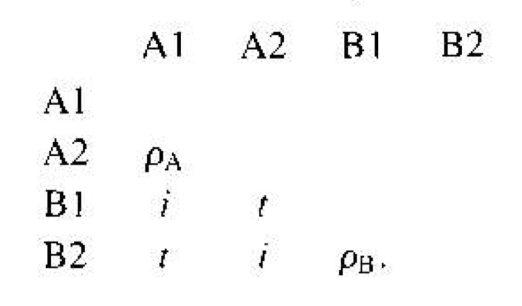 A1 A2 B1 B2
A1
A2 ρA
B1 i t
B2 t i ρB.